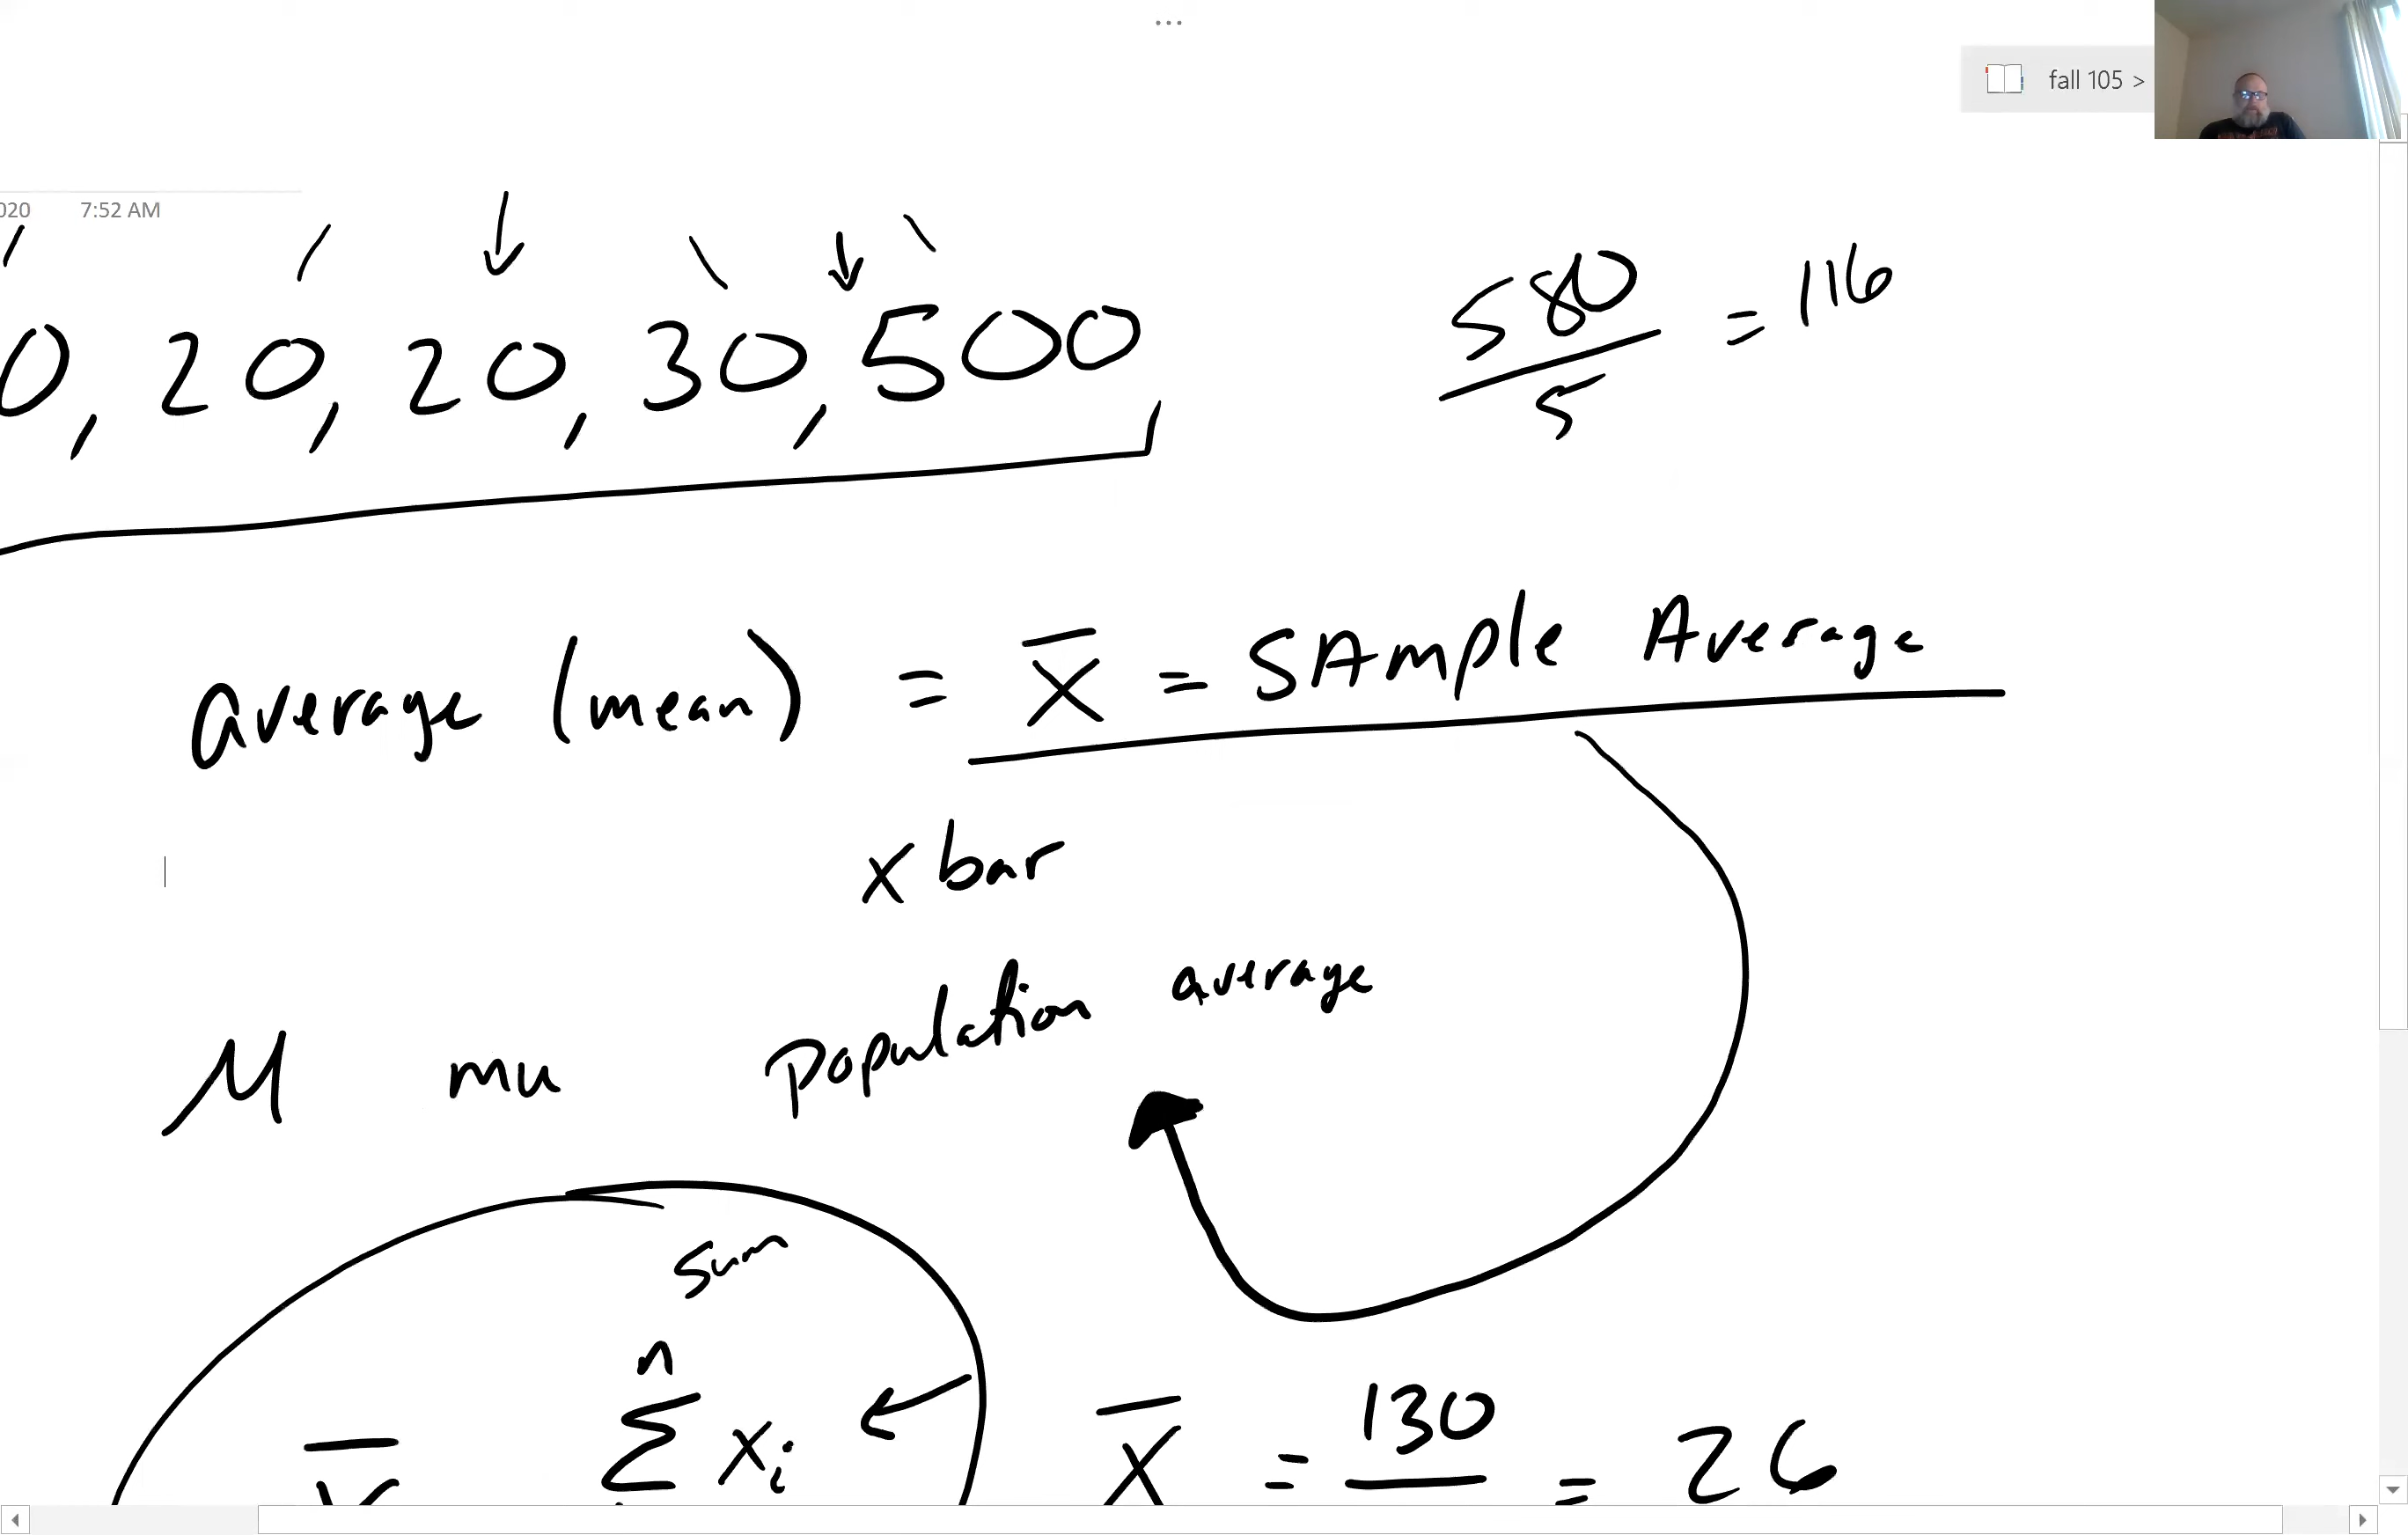 ...
fall 105 >
020 7:52 AM
0, 20, 20, 30, 500
580 / 5 = 116
average (mean) = x̄ = SAmple Average
x bar
μ mu population average
sum
n
x̄ Σ xᵢ
x̄ = 130 = 26